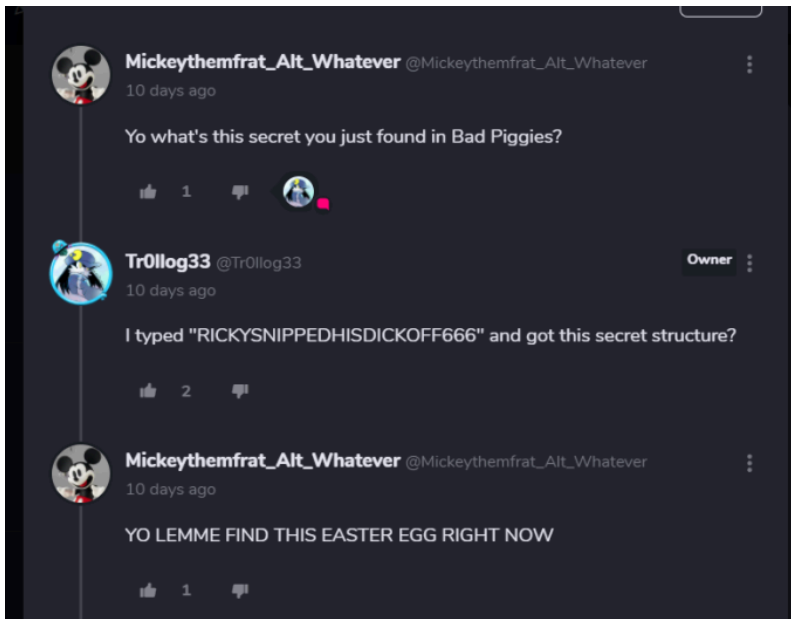 Mickeythemfrat_Alt_Whatever @Mickeythemfrat_Alt_Whatever
10 days ago
Yo what's this secret you just found in Bad Piggies?
1
Tr0llog33 @Tr0llog33
Owner
10 days ago
I typed "RICKYSNIPPEDHISDICKOFF666" and got this secret structure?
2
Mickeythemfrat_Alt_Whatever @Mickeythemfrat_Alt_Whatever
10 days ago
YO LEMME FIND THIS EASTER EGG RIGHT NOW
1